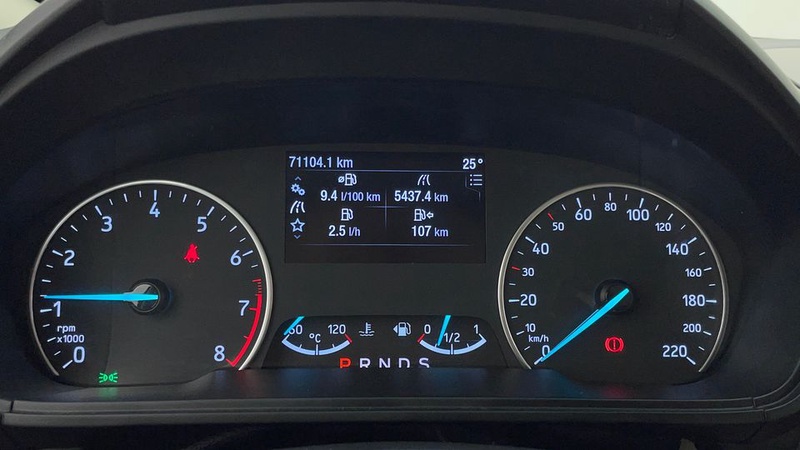 71104.1 km 25°
9.4 l/100 km 5437.4 km
2.5 l/h 107 km
0 1 2 3 4 5 6 7 8
rpm
x1000
60 °C 120
0 1/2 1
P R N D S
0 10 20 30 40 50 60 80 100 120 140 160 180 200 220
km/h